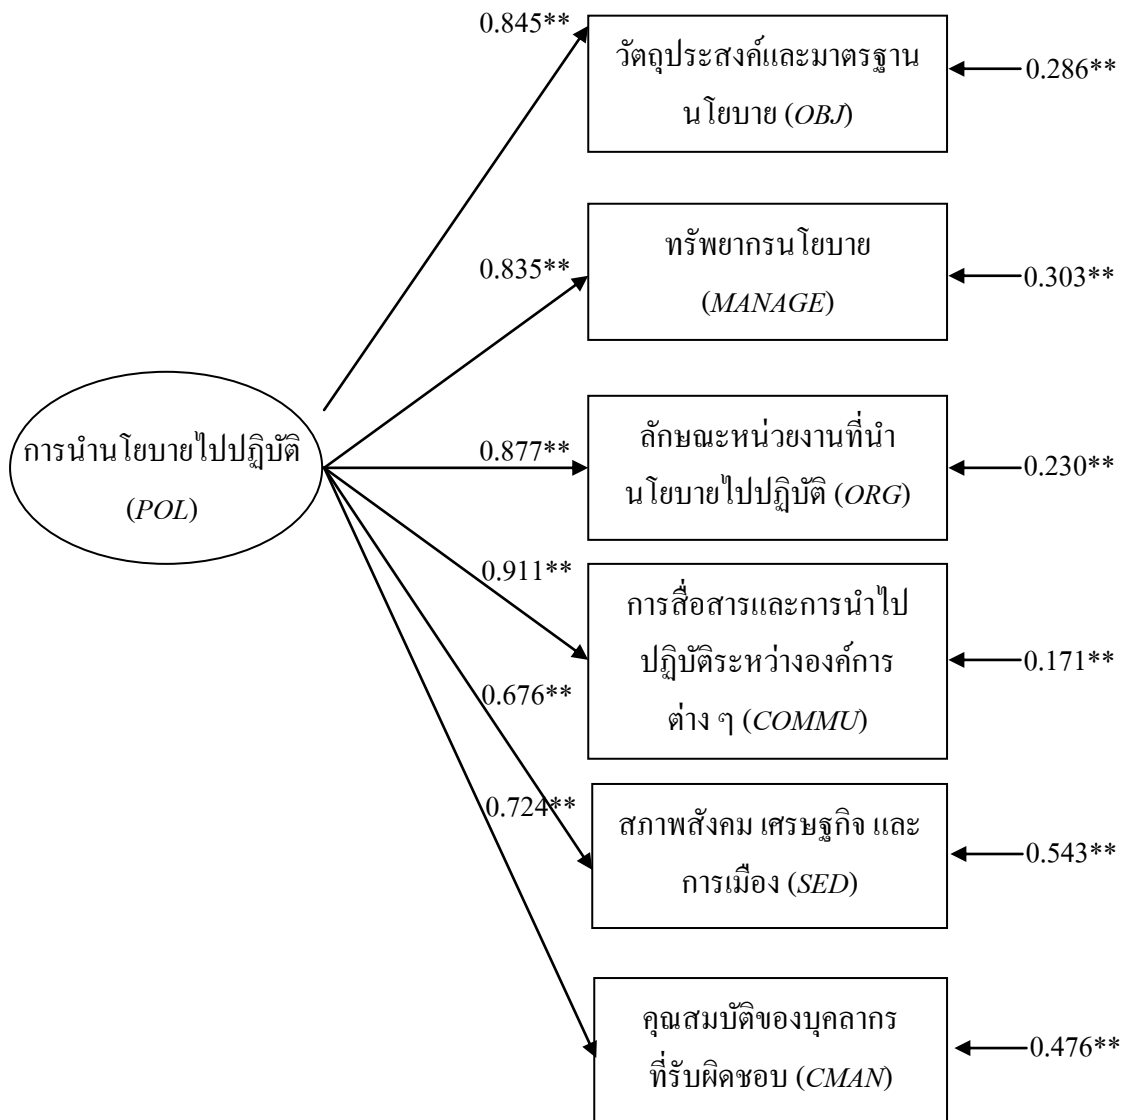 0.845**
วัตถุประสงค์และมาตรฐาน
นโยบาย (OBJ)
0.286**
0.835**
ทรัพยากรนโยบาย
(MANAGE)
0.303**
การนำนโยบายไปปฏิบัติ
(POL)
0.877**
ลักษณะหน่วยงานที่นำ
นโยบายไปปฏิบัติ (ORG)
0.230**
0.911**
การสื่อสารและการนำไป
ปฏิบัติระหว่างองค์การ
ต่าง ๆ (COMMU)
0.171**
0.676**
0.724**
สภาพสังคม เศรษฐกิจ และ
การเมือง (SED)
0.543**
คุณสมบัติของบุคลากร
ที่รับผิดชอบ (CMAN)
0.476**